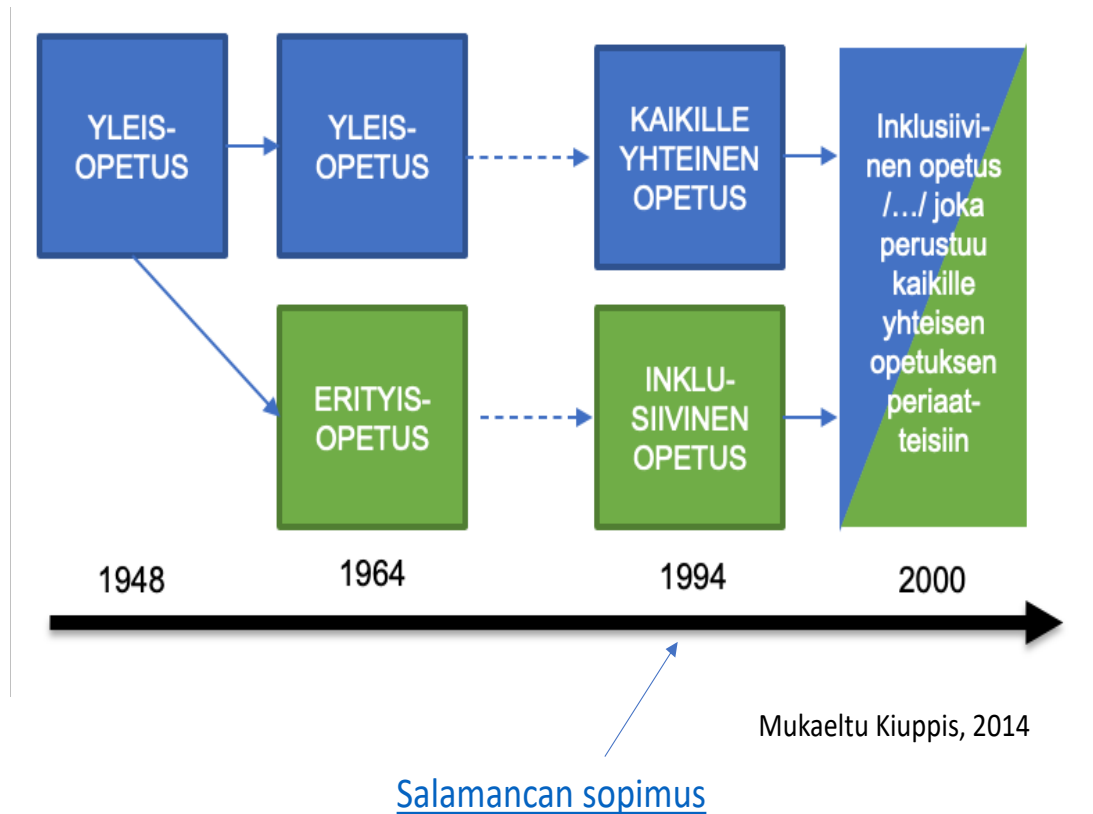 YLEIS-
OPETUS
YLEIS-
OPETUS
KAIKILLE
YHTEINEN
OPETUS
Inklusiivi-
nen opetus
/…/ joka
perustuu
kaikille
yhteisen
opetuksen
periaat-
teisiin
ERITYIS-
OPETUS
INKLU-
SIIVINEN
OPETUS
1948
1964
1994
2000
Mukaeltu Kiuppis, 2014
Salamancan sopimus